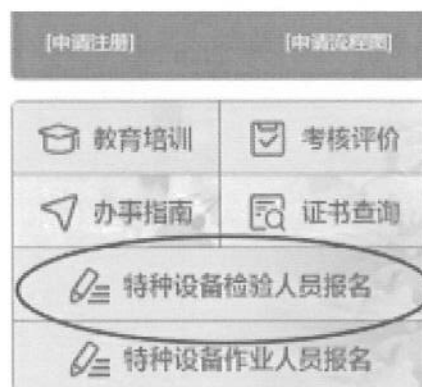 [申请注册] [申请流程图]
教育培训 考核评价
办事指南 证书查询
特种设备检验人员报名
特种设备作业人员报名